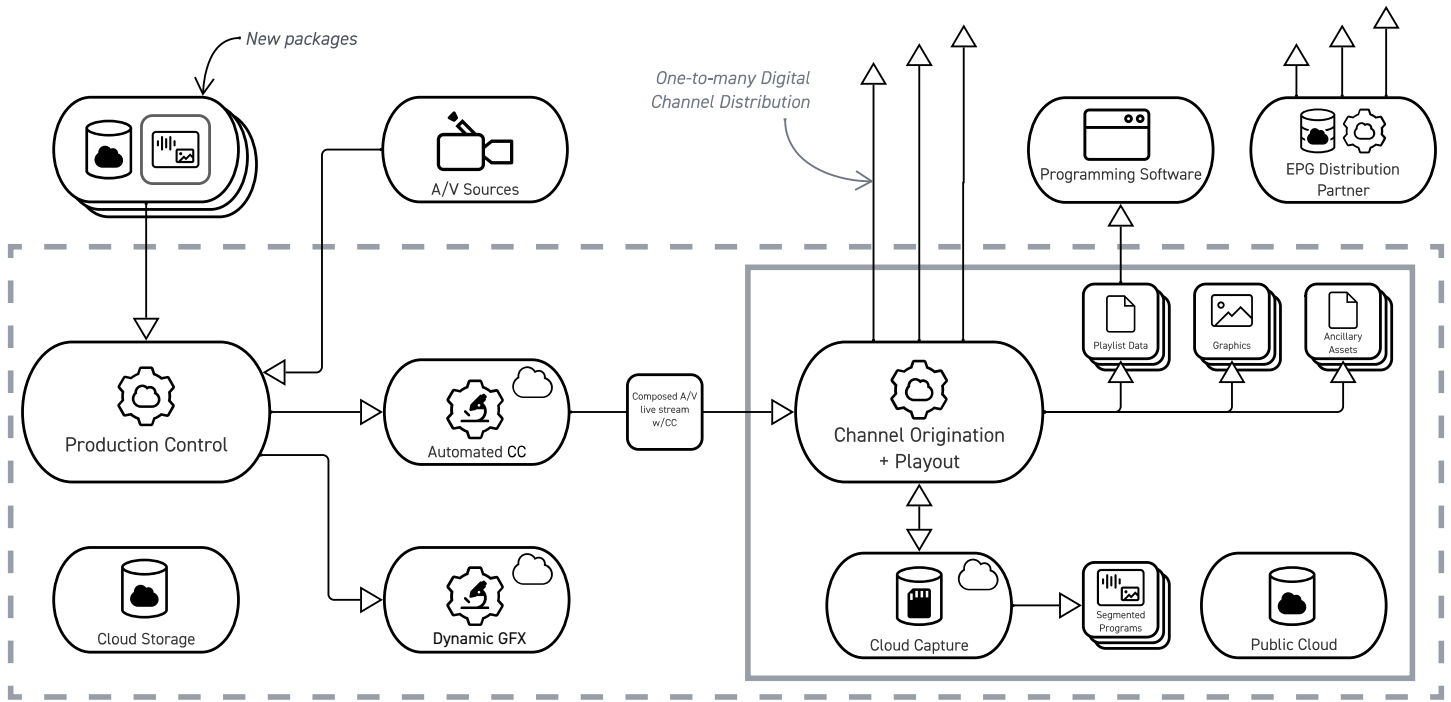 New packages
One-to-many Digital
Channel Distribution
A/V Sources
Programming Software
EPG Distribution
Partner
Playlist Data
Graphics
Ancillary
Assets
Production Control
Automated CC
Composed A/V
live stream
w/CC
Channel Origination
+ Playout
Cloud Storage
Dynamic GFX
Cloud Capture
Segmented
Programs
Public Cloud